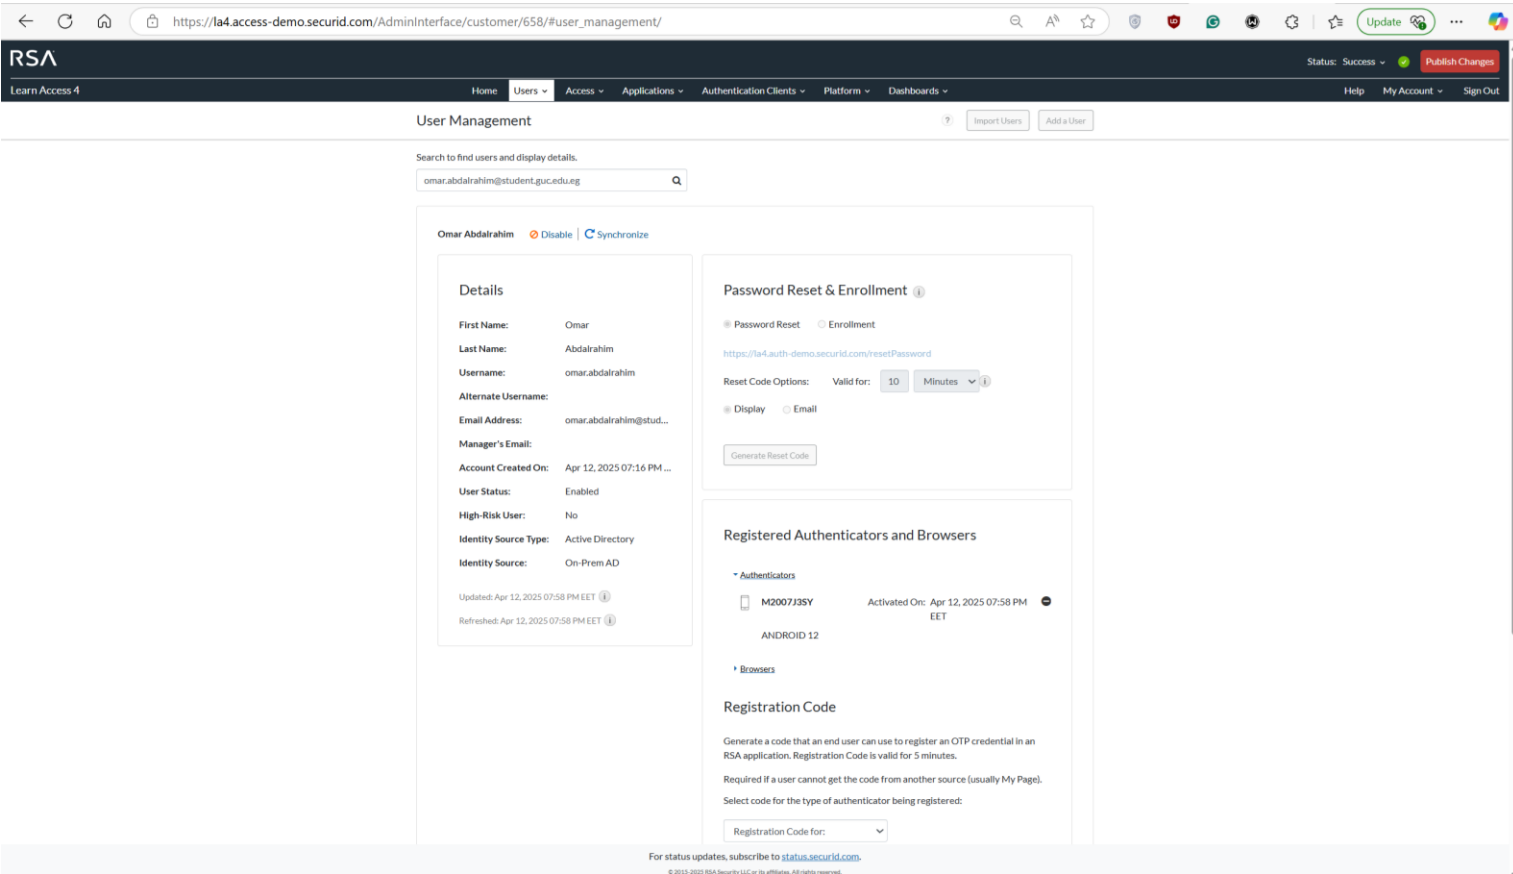 https://la4.access-demo.securid.com/AdminInterface/customer/658/#user_management/
Update
RSA
Status: Success
Publish Changes
Learn Access 4
Home Users Access Applications Authentication Clients Platform Dashboards
Help My Account Sign Out
User Management
? Import Users Add a User
Search to find users and display details.
omar.abdalrahim@student.guc.edu.eg
Omar Abdalrahim Disable | Synchronize
Details
First Name: Omar
Last Name: Abdalrahim
Username: omar.abdalrahim
Alternate Username:
Email Address: omar.abdalrahim@stud...
Manager's Email:
Account Created On: Apr 12, 2025 07:16 PM ...
User Status: Enabled
High-Risk User: No
Identity Source Type: Active Directory
Identity Source: On-Prem AD
Updated: Apr 12, 2025 07:58 PM EET
Refreshed: Apr 12, 2025 07:58 PM EET
Password Reset & Enrollment
Password Reset Enrollment
https://la4.auth-demo.securid.com/resetPassword
Reset Code Options: Valid for: 10 Minutes
Display Email
Generate Reset Code
Registered Authenticators and Browsers
Authenticators
M2007J3SY Activated On: Apr 12, 2025 07:58 PM
EET
ANDROID 12
Browsers
Registration Code
Generate a code that an end user can use to register an OTP credential in an
RSA application. Registration Code is valid for 5 minutes.
Required if a user cannot get the code from another source (usually My Page).
Select code for the type of authenticator being registered:
Registration Code for:
For status updates, subscribe to status.securid.com.
© 2015-2025 RSA Security LLC or its affiliates. All rights reserved.